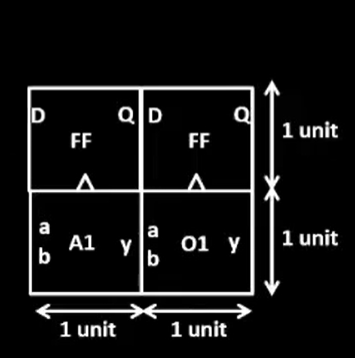 D Q D Q
FF FF
1 unit
a b A1 y a b O1 y
1 unit
1 unit 1 unit